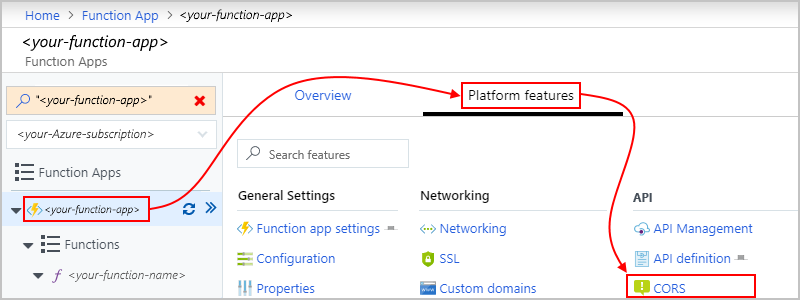 Home > Function App > <your-function-app>
<your-function-app>
Function Apps
"<your-function-app>"
<your-Azure-subscription>
Function Apps
<your-function-app>
Functions
f <your-function-name>
Overview
Platform features
Search features
General Settings
Function app settings
Configuration
Properties
Networking
Networking
SSL
Custom domains
API
API Management
API definition
CORS